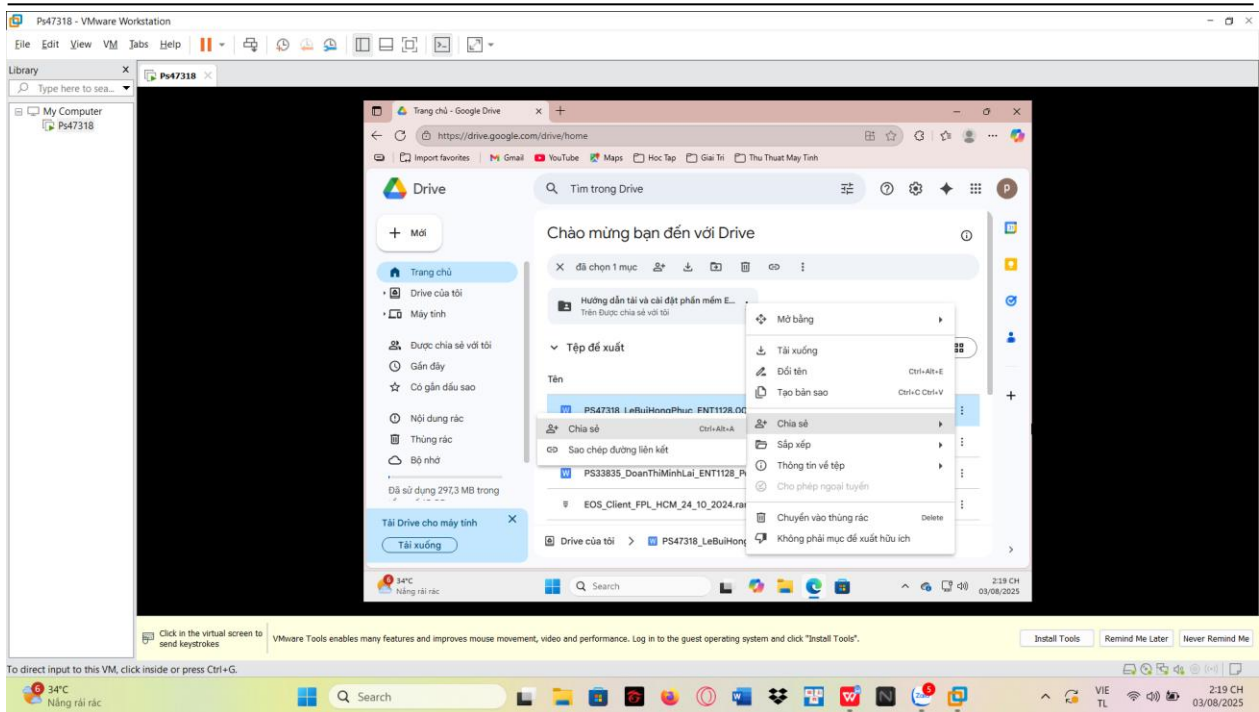 Ps47318 - VMware Workstation
File Edit View VM Tabs Help
Library X
Type here to sea...
My Computer
Ps47318
Ps47318
Trang chủ - Google Drive
https://drive.google.com/drive/home
Import favorites Gmail YouTube Maps Hoc Tap Giai Tri Thu Thuat May Tinh
Drive
Tìm trong Drive
P
Mới
Trang chủ
Drive của tôi
Máy tính
Được chia sẻ với tôi
Gần đây
Có gắn dấu sao
Nội dung rác
Thùng rác
Bộ nhớ
Đã sử dụng 297,3 MB trong
Tải Drive cho máy tính
Tải xuống
Chào mừng bạn đến với Drive
đã chọn 1 mục
Hướng dẫn tải và cài đặt phần mềm E...
Trên Được chia sẻ với tôi
Tệp đề xuất
Tên
PS47318_LeBuiHongPhuc_ENT1128.00
PS33835_DoanThiMinhLai_ENT1128_P
EOS_Client_FPL_HCM_24_10_2024.rar
Drive của tôi > PS47318_LeBuiHong
Chia sẻ Ctrl+Alt+A
Sao chép đường liên kết
Mở bằng
Tải xuống
Đổi tên Ctrl+Alt+E
Tạo bản sao Ctrl+C Ctrl+V
Chia sẻ
Sắp xếp
Thông tin về tệp
Cho phép ngoại tuyến
Chuyển vào thùng rác Delete
Không phải mục đề xuất hữu ích
34°C
Nắng rải rác
Search
2:19 CH
03/08/2025
Click in the virtual screen to
send keystrokes
VMware Tools enables many features and improves mouse movement, video and performance. Log in to the guest operating system and click "Install Tools".
Install Tools Remind Me Later Never Remind Me
To direct input to this VM, click inside or press Ctrl+G.
6
34°C
Nắng rải rác
Search
Zalo
5
VIE
TL
2:19 CH
03/08/2025